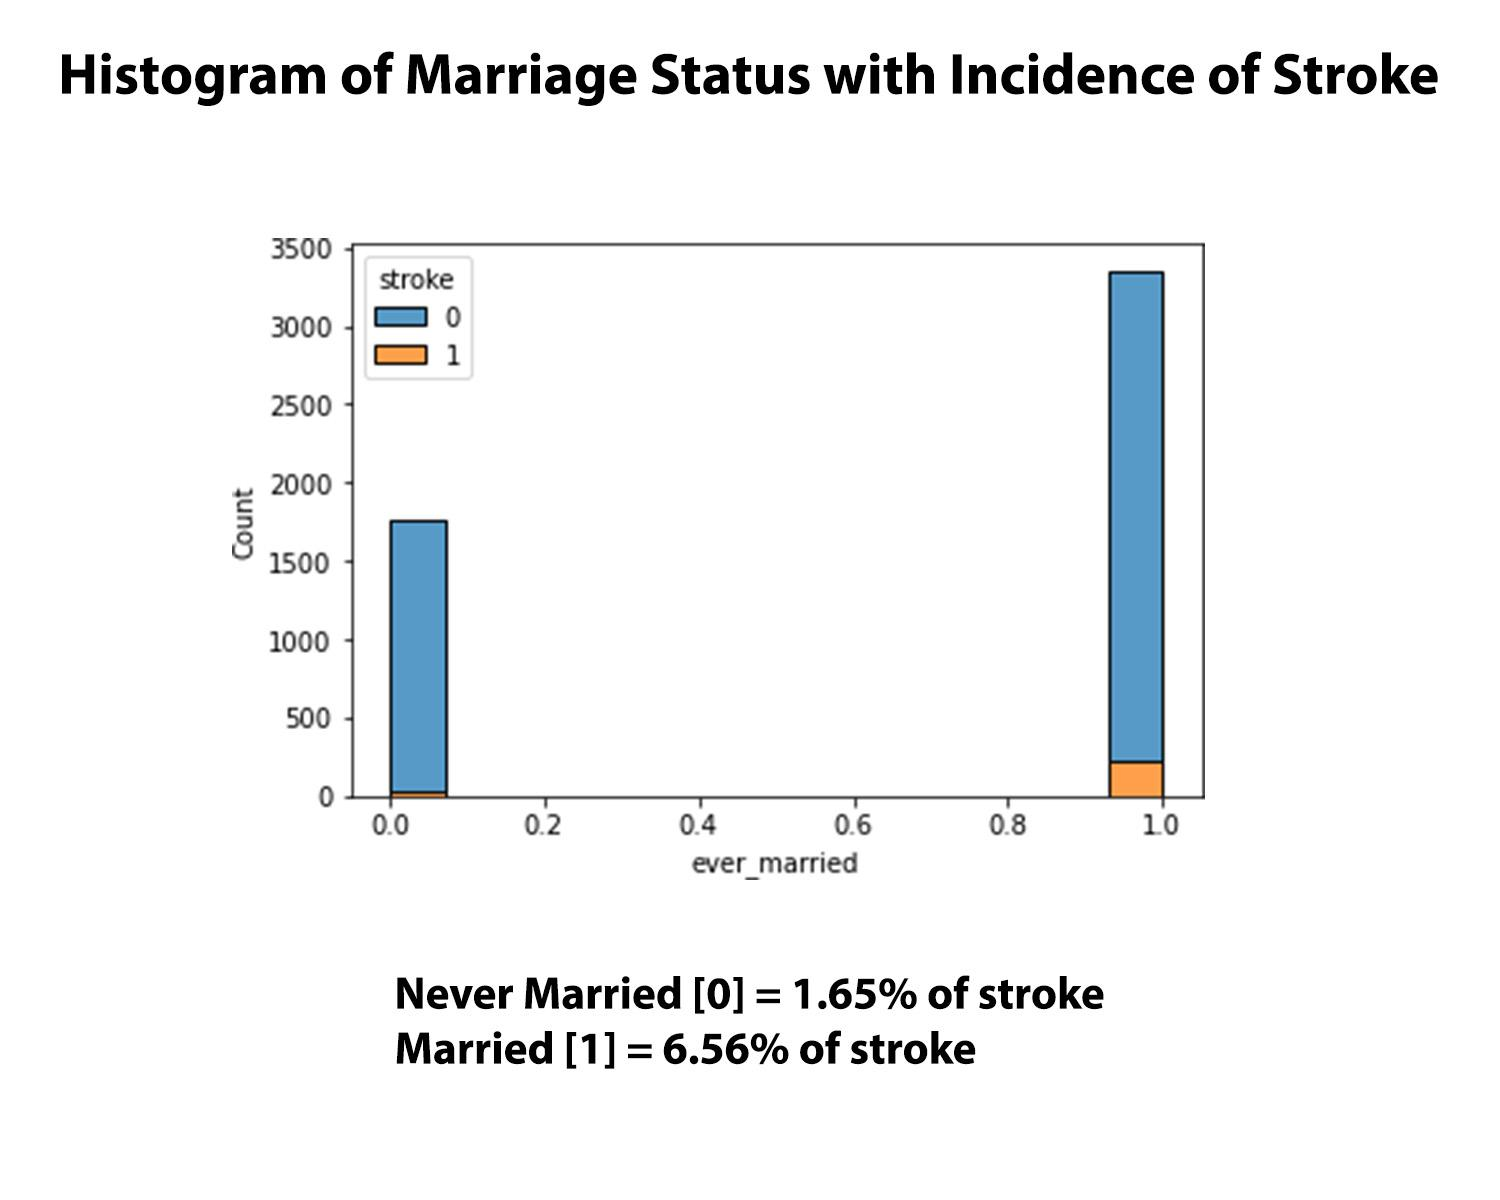 Histogram of Marriage Status with Incidence of Stroke
3500
3000
2500
2000
1500
1000
500
0
Count
stroke
0
1
0.0 0.2 0.4 0.6 0.8 1.0
ever_married
Never Married [0] = 1.65% of stroke
Married [1] = 6.56% of stroke